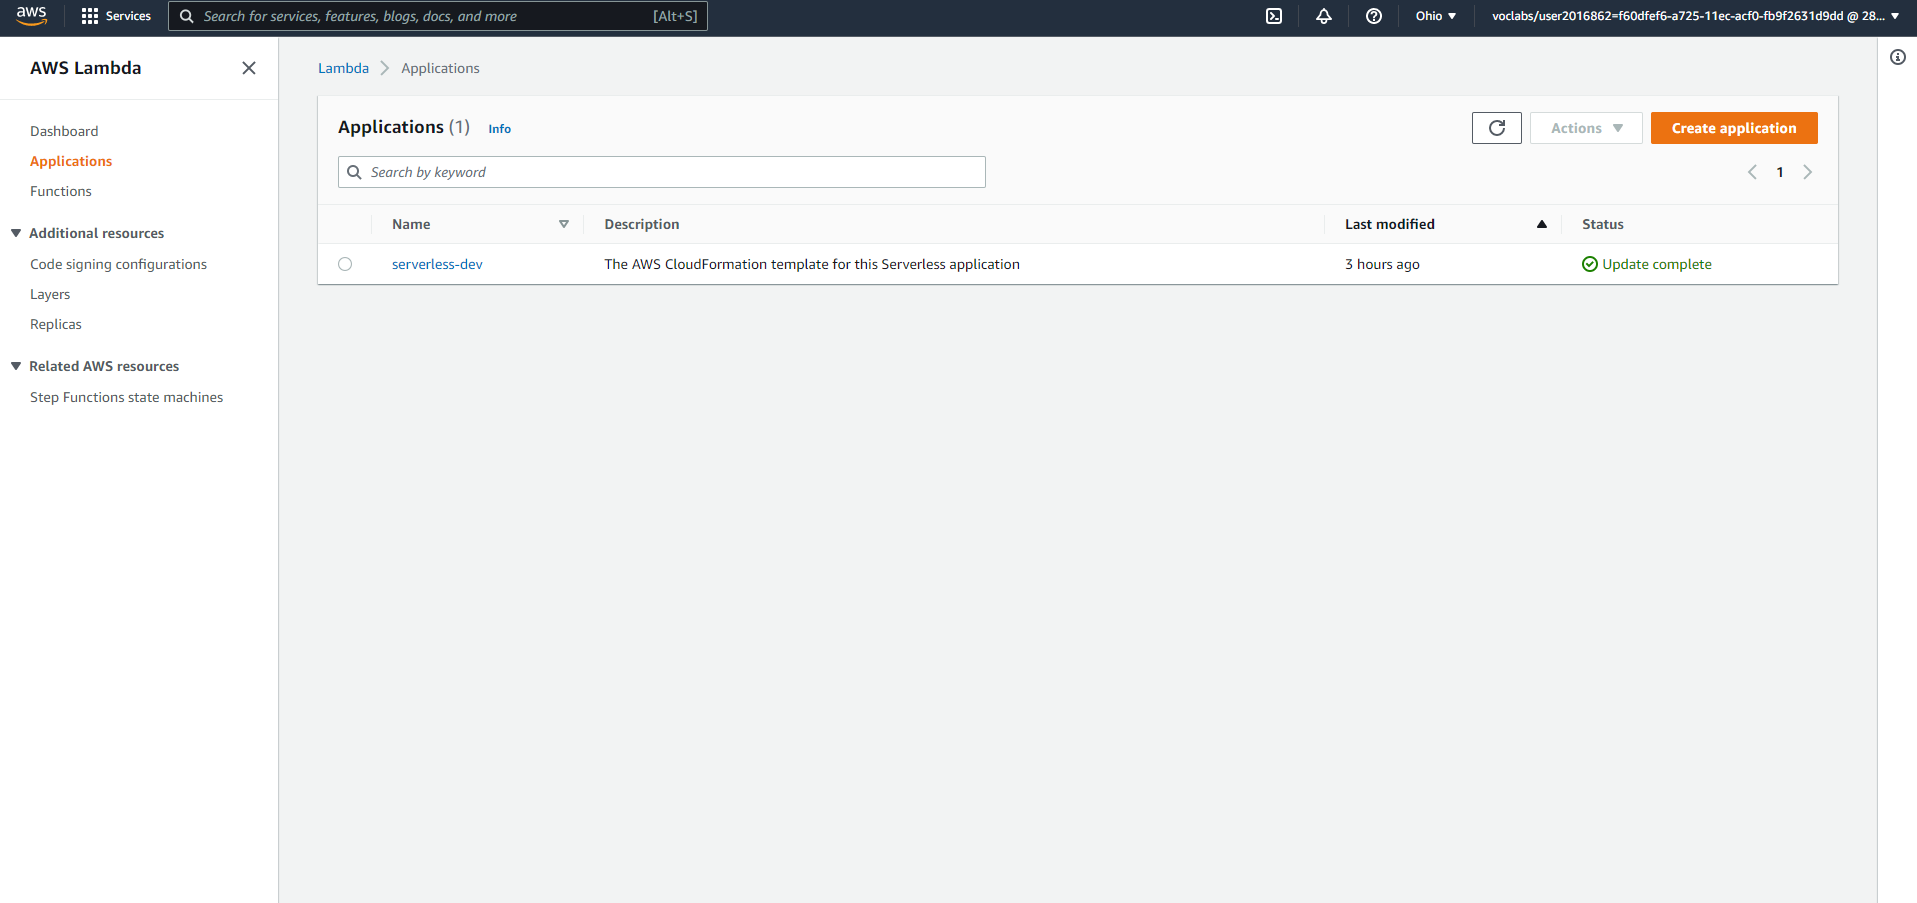 aws Services Search for services, features, blogs, docs, and more [Alt+S] Ohio voclabs/user2016862=f60dfef6-a725-11ec-acf0-fb9f2631d9dd @ 28...
AWS Lambda
Dashboard
Applications
Functions
Additional resources
Code signing configurations
Layers
Replicas
Related AWS resources
Step Functions state machines
Lambda Applications
Applications (1) Info Actions Create application
Search by keyword 1
Name Description Last modified Status
serverless-dev The AWS CloudFormation template for this Serverless application 3 hours ago Update complete